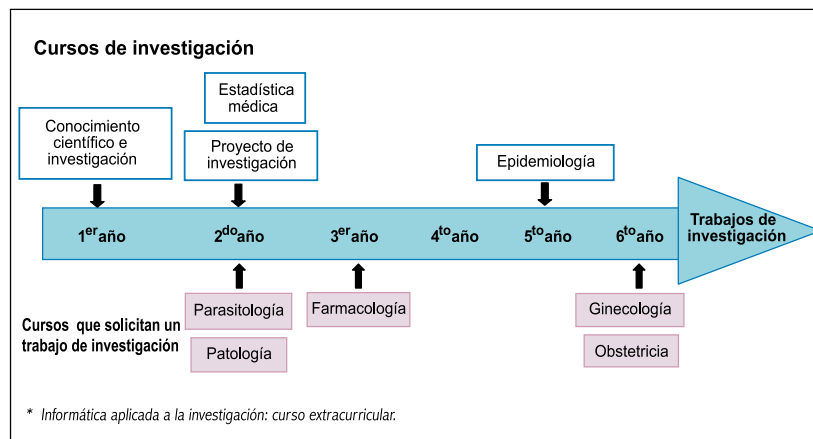 Cursos de investigación
Estadística
médica
Conocimiento
científico e
investigación
Proyecto de
investigación
Epidemiología
1er año
2do año
3er año
4to año
5to año
6to año
Trabajos de
investigación
Cursos que solicitan un
trabajo de investigación
Parasitología
Patología
Farmacología
Ginecología
Obstetricia
* Informática aplicada a la investigación: curso extracurricular.